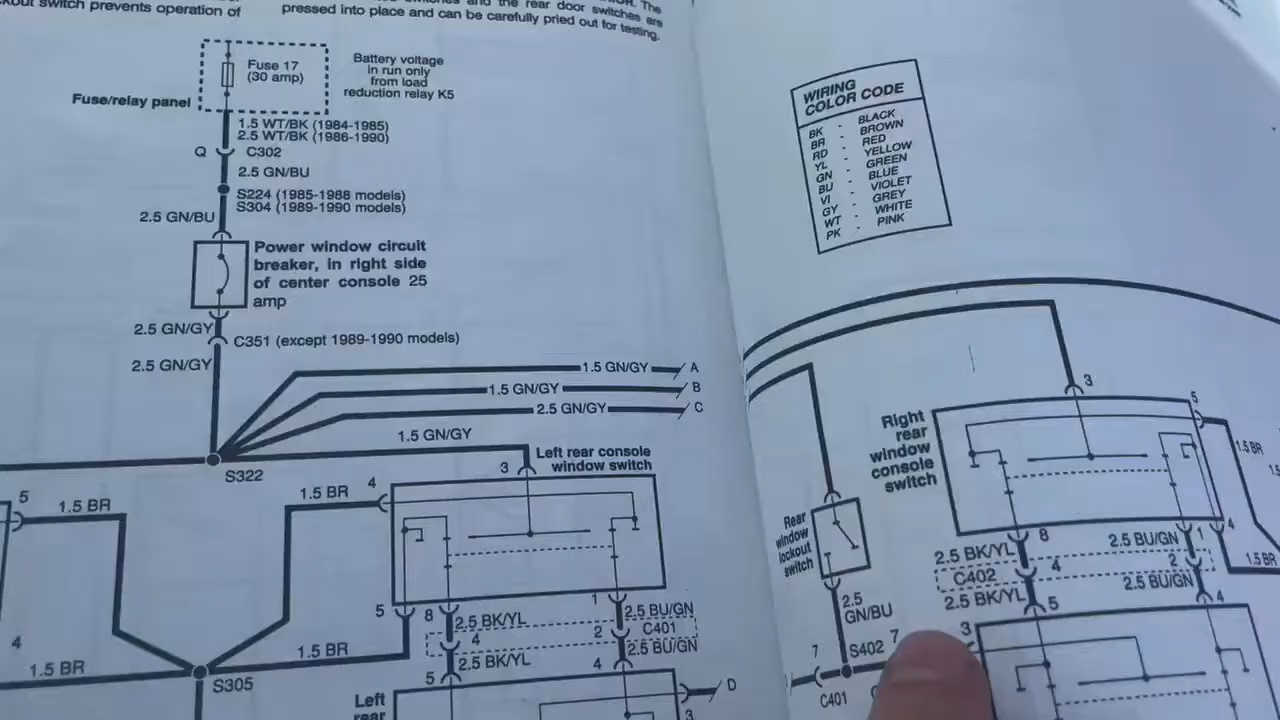 kout switch prevents operation of
and the rear door switches are
pressed into place and can be carefully pried out for testing.
Fuse 17
(30 amp)
Battery voltage
in run only
from load
reduction relay K5
Fuse/relay panel
1.5 WT/BK (1984-1985)
2.5 WT/BK (1986-1990)
Q
C302
2.5 GN/BU
S224 (1985-1988 models)
S304 (1989-1990 models)
2.5 GN/BU
Power window circuit
breaker, in right side
of center console 25
amp
2.5 GN/GY
C351 (except 1989-1990 models)
2.5 GN/GY
1.5 GN/GY
A
1.5 GN/GY
B
2.5 GN/GY
C
1.5 GN/GY
S322
Left rear console
window switch
3
5
1.5 BR
1.5 BR
4
5
8
2.5 BK/YL
1
2.5 BU/GN
4
2
C401
2.5 BK/YL
2.5 BU/GN
5
4
4
1.5 BR
1.5 BR
S305
Left
rear
D
3
WIRING
COLOR CODE
BK - BLACK
BR - BROWN
RD - RED
YL - YELLOW
GN - GREEN
BU - BLUE
VI - VIOLET
GY - GREY
WT - WHITE
PK - PINK
3
5
Right
rear
window
console
switch
1.5 BR
Rear
window
lockout
switch
8
2.5 BK/YL
2.5 BU/GN
1
4
C402
4
2
1.5 BR
2.5 BK/YL
2.5 BU/GN
5
4
2.5
GN/BU
7
S402
7
3
C401